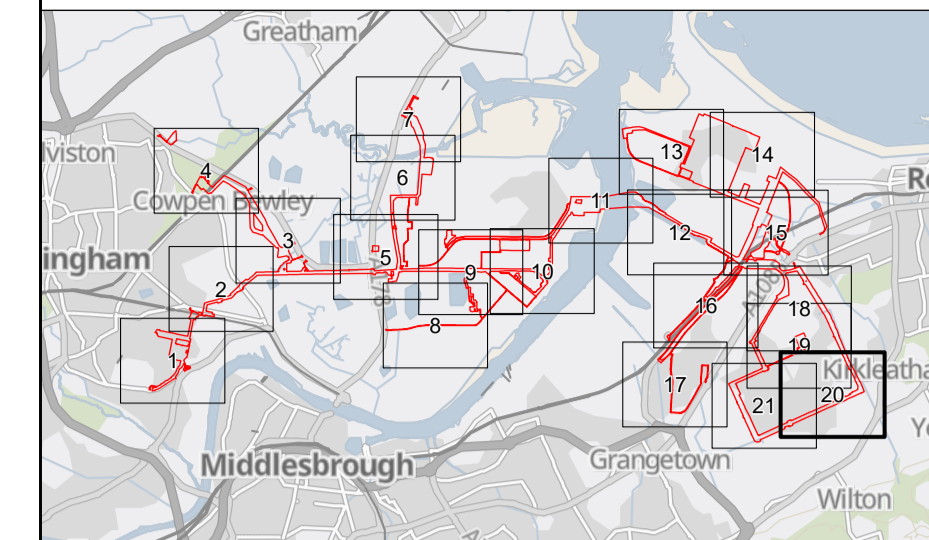 Greatham
lviston
4
Cowpen Bewley
7
6
13
14
Re
ingham
3
5
11
12
15
2
A178
9
10
A108
16
18
8
19
1
17
Kirkleatha
20
21
Ye
Middlesbrough
Grangetown
Wilton
A